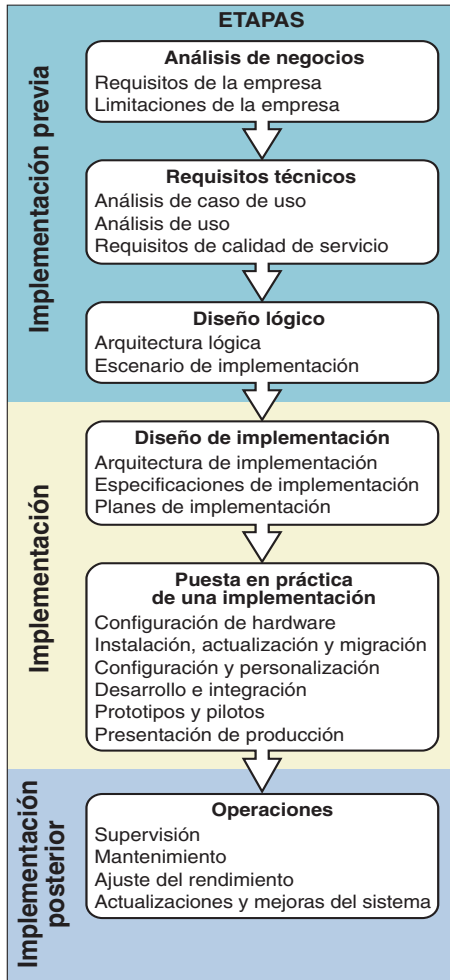 ETAPAS
Implementación previa
Análisis de negocios
Requisitos de la empresa
Limitaciones de la empresa
Requisitos técnicos
Análisis de caso de uso
Análisis de uso
Requisitos de calidad de servicio
Diseño lógico
Arquitectura lógica
Escenario de implementación
Implementación
Diseño de implementación
Arquitectura de implementación
Especificaciones de implementación
Planes de implementación
Puesta en práctica
de una implementación
Configuración de hardware
Instalación, actualización y migración
Configuración y personalización
Desarrollo e integración
Prototipos y pilotos
Presentación de producción
Implementación
posterior
Operaciones
Supervisión
Mantenimiento
Ajuste del rendimiento
Actualizaciones y mejoras del sistema